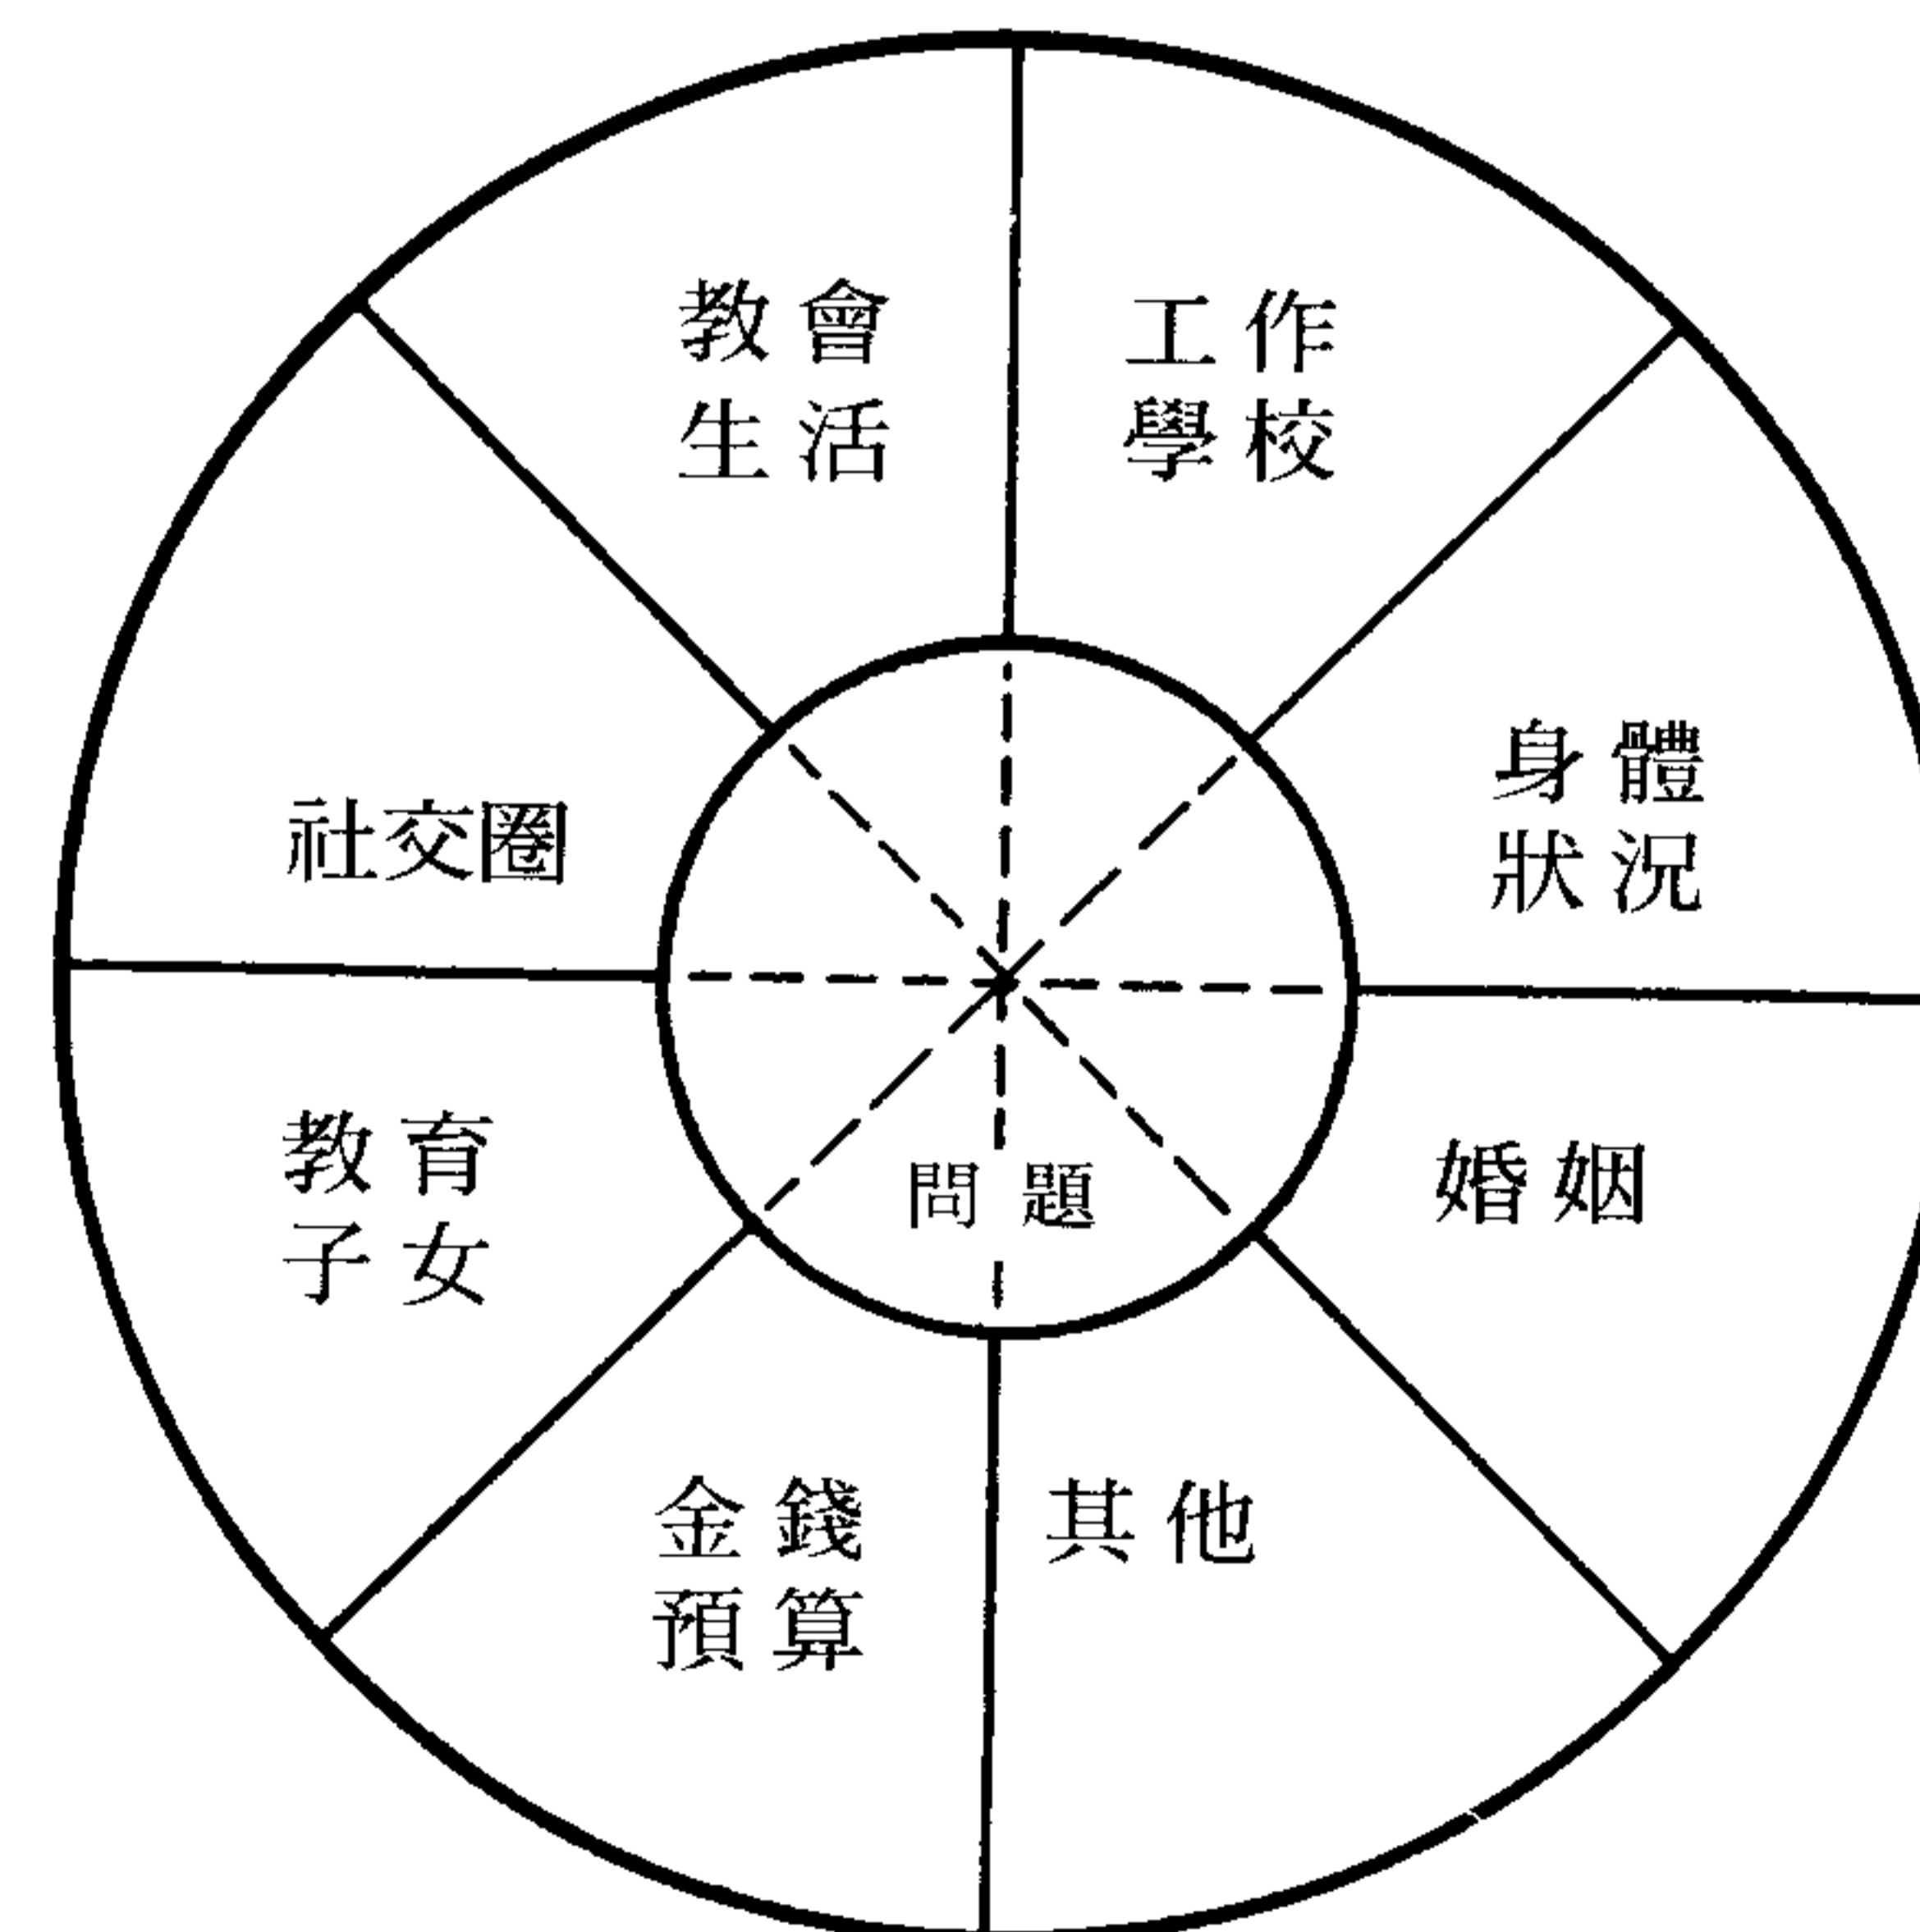 教會
生活
工作
學校
身體
狀況
社交圈
教育
子女
問題
婚姻
金錢
預算
其他